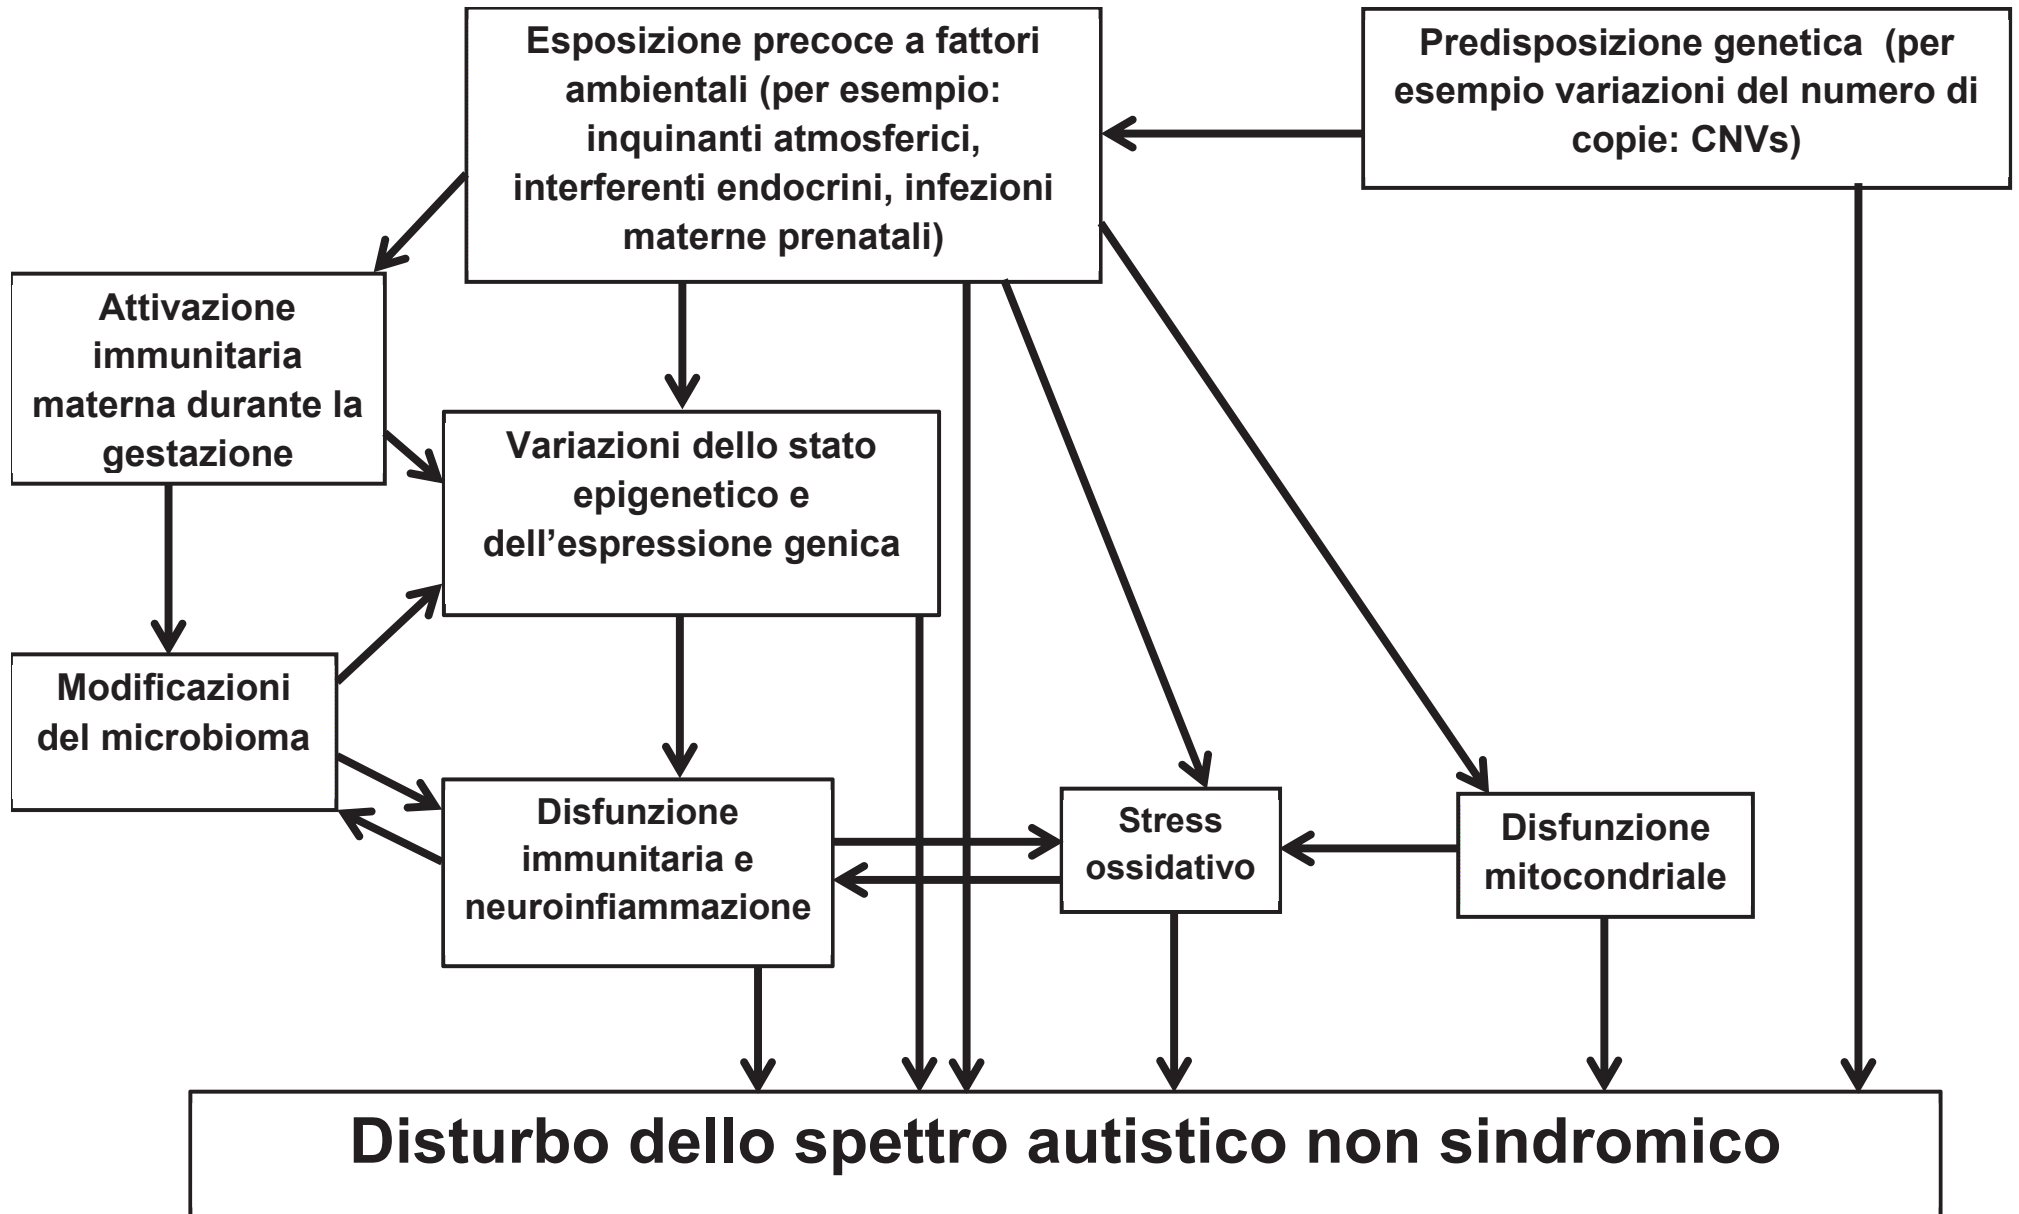 Esposizione precoce a fattori
ambientali (per esempio:
inquinanti atmosferici,
interferenti endocrini, infezioni
materne prenatali)
Predisposizione genetica (per
esempio variazioni del numero di
copie: CNVs)
Attivazione
immunitaria
materna durante la
gestazione
Variazioni dello stato
epigenetico e
dell’espressione genica
Modificazioni
del microbioma
Disfunzione
immunitaria e
neuroinfiammazione
Stress
ossidativo
Disfunzione
mitocondriale
Disturbo dello spettro autistico non sindromico